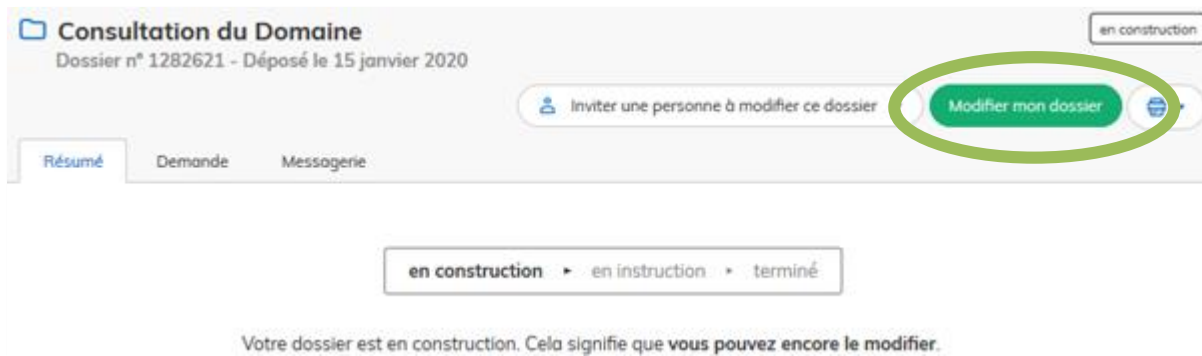 Consultation du Domaine
en construction
Dossier n° 1282621 - Déposé le 15 janvier 2020
Inviter une personne à modifier ce dossier
Modifier mon dossier
Résumé Demande Messagerie
en construction ▸ en instruction ▸ terminé
Votre dossier est en construction. Cela signifie que vous pouvez encore le modifier.